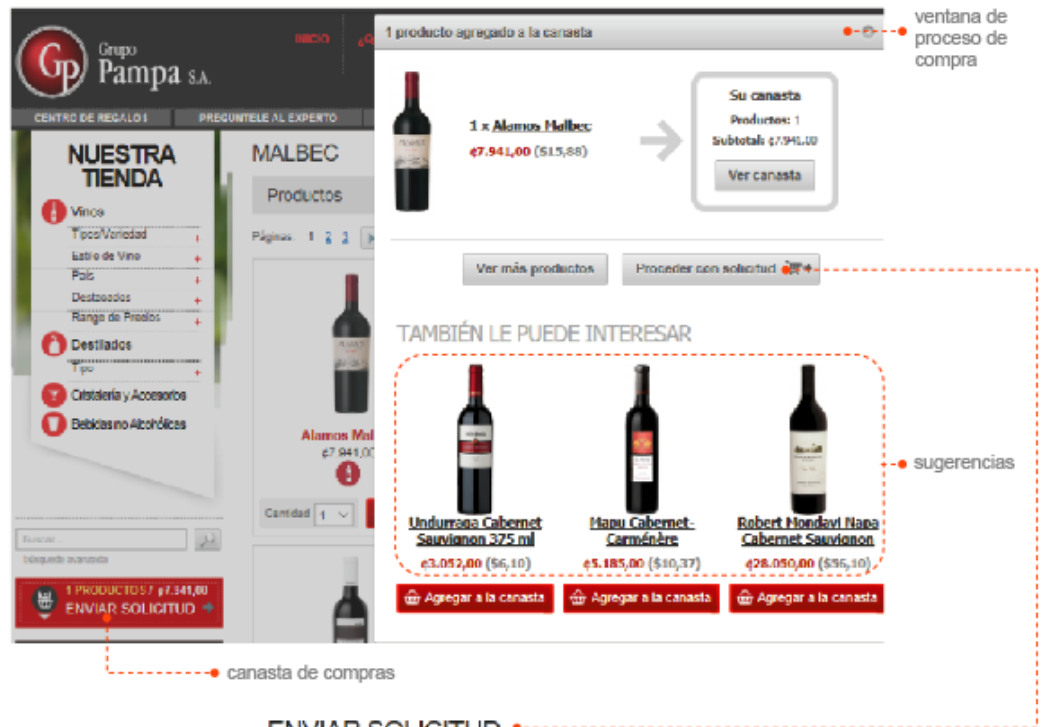 ventana de
proceso de
compra
Grupo
Pampa S.A.
INICIO
1 producto agregado a la canasta
CENTRO DE REGALOS
PREGUNTELE AL EXPERTO
NUESTRA
TIENDA
Vinos
Tipos/Variedad
Estilo de Vino
País
Destacados
Rango de Precios
Destilados
Tipo
Cristalería y Accesorios
Bebidas no Alcohólicas
Buscar...
búsqueda avanzada
1 PRODUCTOS / ¢7.941,00
ENVIAR SOLICITUD
canasta de compras
MALBEC
Productos
Páginas: 1 2 3
Alamos Mal
¢7.941,00
Cantidad 1
1 x Alamos Malbec
¢7.941,00 ($15,88)
Su canasta
Productos: 1
Subtotal: ¢7.941,00
Ver canasta
Ver más productos
Proceder con solicitud
TAMBIÉN LE PUEDE INTERESAR
Undurraga Cabernet
Sauvignon 375 ml
¢3.052,00 ($6,10)
Agregar a la canasta
Mapu Cabernet-
Carménère
¢5.185,00 ($10,37)
Agregar a la canasta
Robert Mondavi Napa
Cabernet Sauvignon
¢28.050,00 ($56,10)
Agregar a la canasta
sugerencias
ENVIAR SOLICITUD